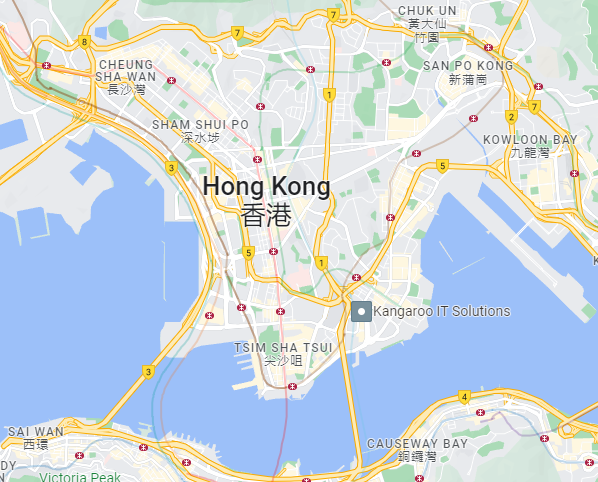 CHUK UN
黃大仙
竹園
8
7
7
CHEUNG
SHA WAN
長沙灣
SAN PO KONG
新蒲崗
1
7
2
SHAM SHUI PO
深水埗
KOWLOON BAY
九龍灣
3
5
Hong Kong
香港
5
1
Kangaroo IT Solutions
TSIM SHA TSUI
尖沙咀
3
4
SAI WAN
西環
CAUSEWAY BAY
銅鑼灣
DY
Victoria Peak